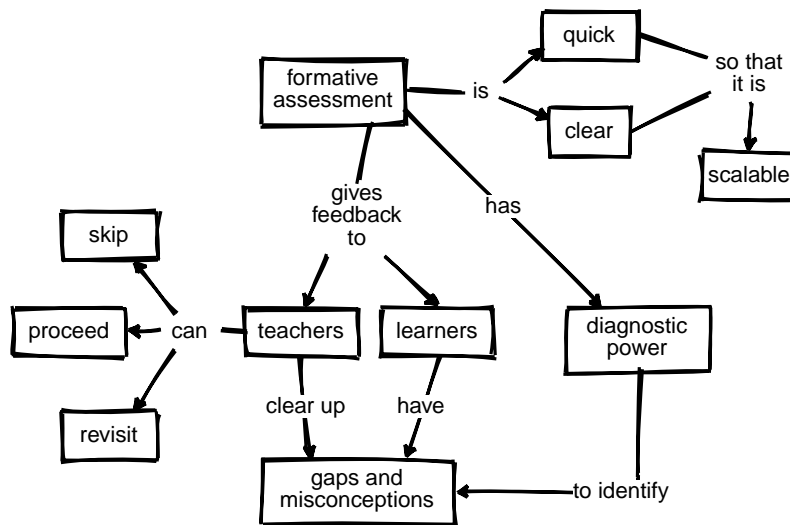 quick
formative
assessment
is
so that
it is
clear
scalable
gives
feedback
to
has
skip
proceed
can
teachers
learners
diagnostic
power
revisit
clear up
have
gaps and
misconceptions
to identify